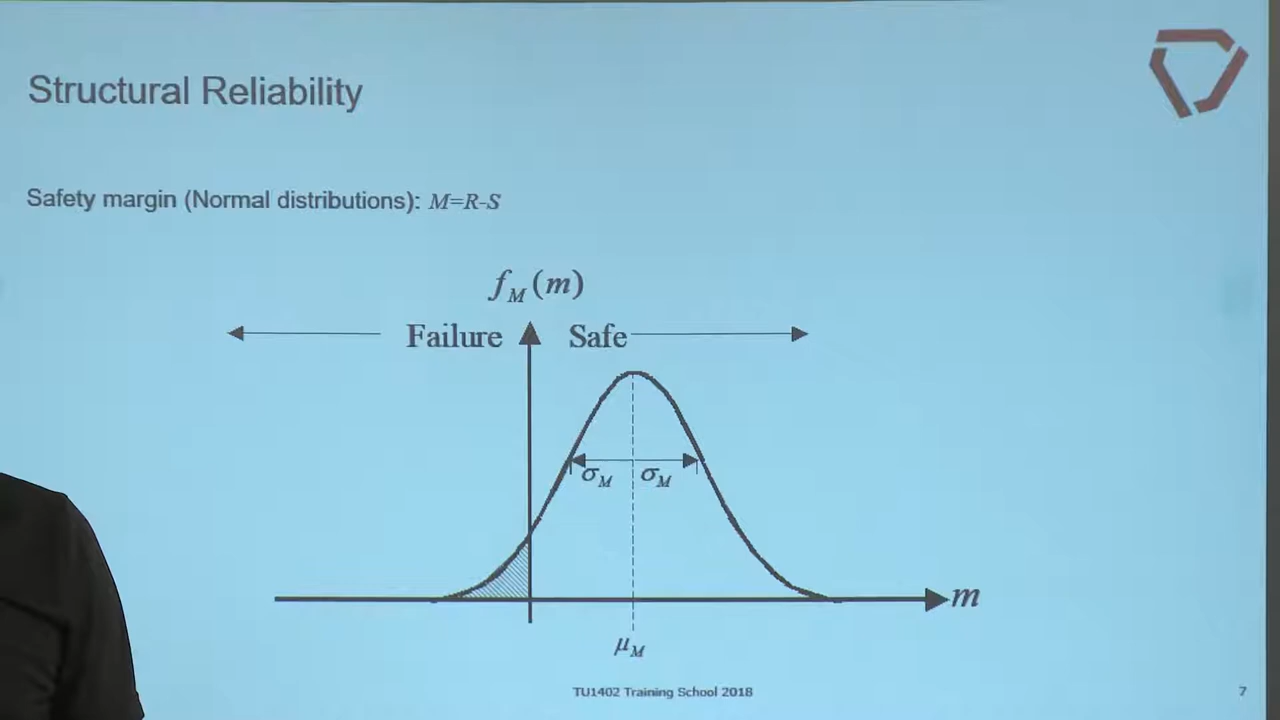 Structural Reliability
Safety margin (Normal distributions): M=R-S
f_M(m)
Failure Safe
σ_M σ_M
m
μ_M
TU1402 Training School 2018
7